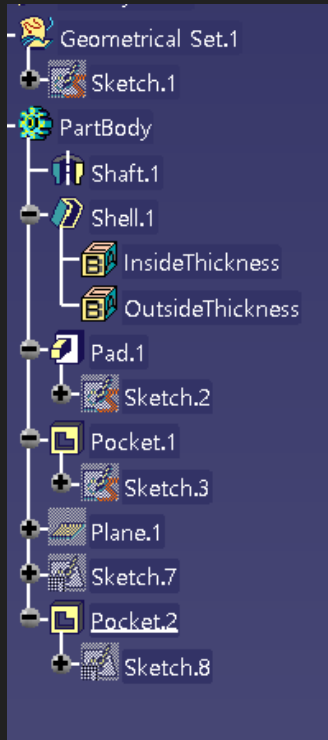 Geometrical Set.1
Sketch.1
PartBody
Shaft.1
Shell.1
InsideThickness
OutsideThickness
Pad.1
Sketch.2
Pocket.1
Sketch.3
Plane.1
Sketch.7
Pocket.2
Sketch.8